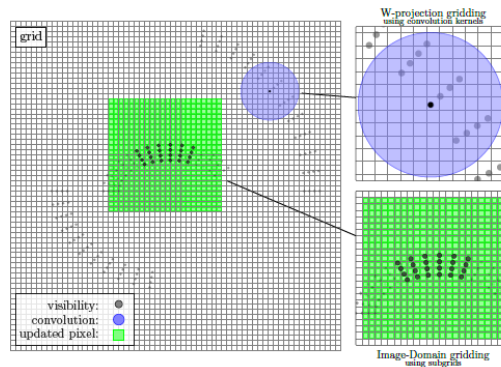 grid
W-projection gridding
using convolution kernels
visibility:
convolution:
updated pixel:
Image-Domain gridding
using subgrids